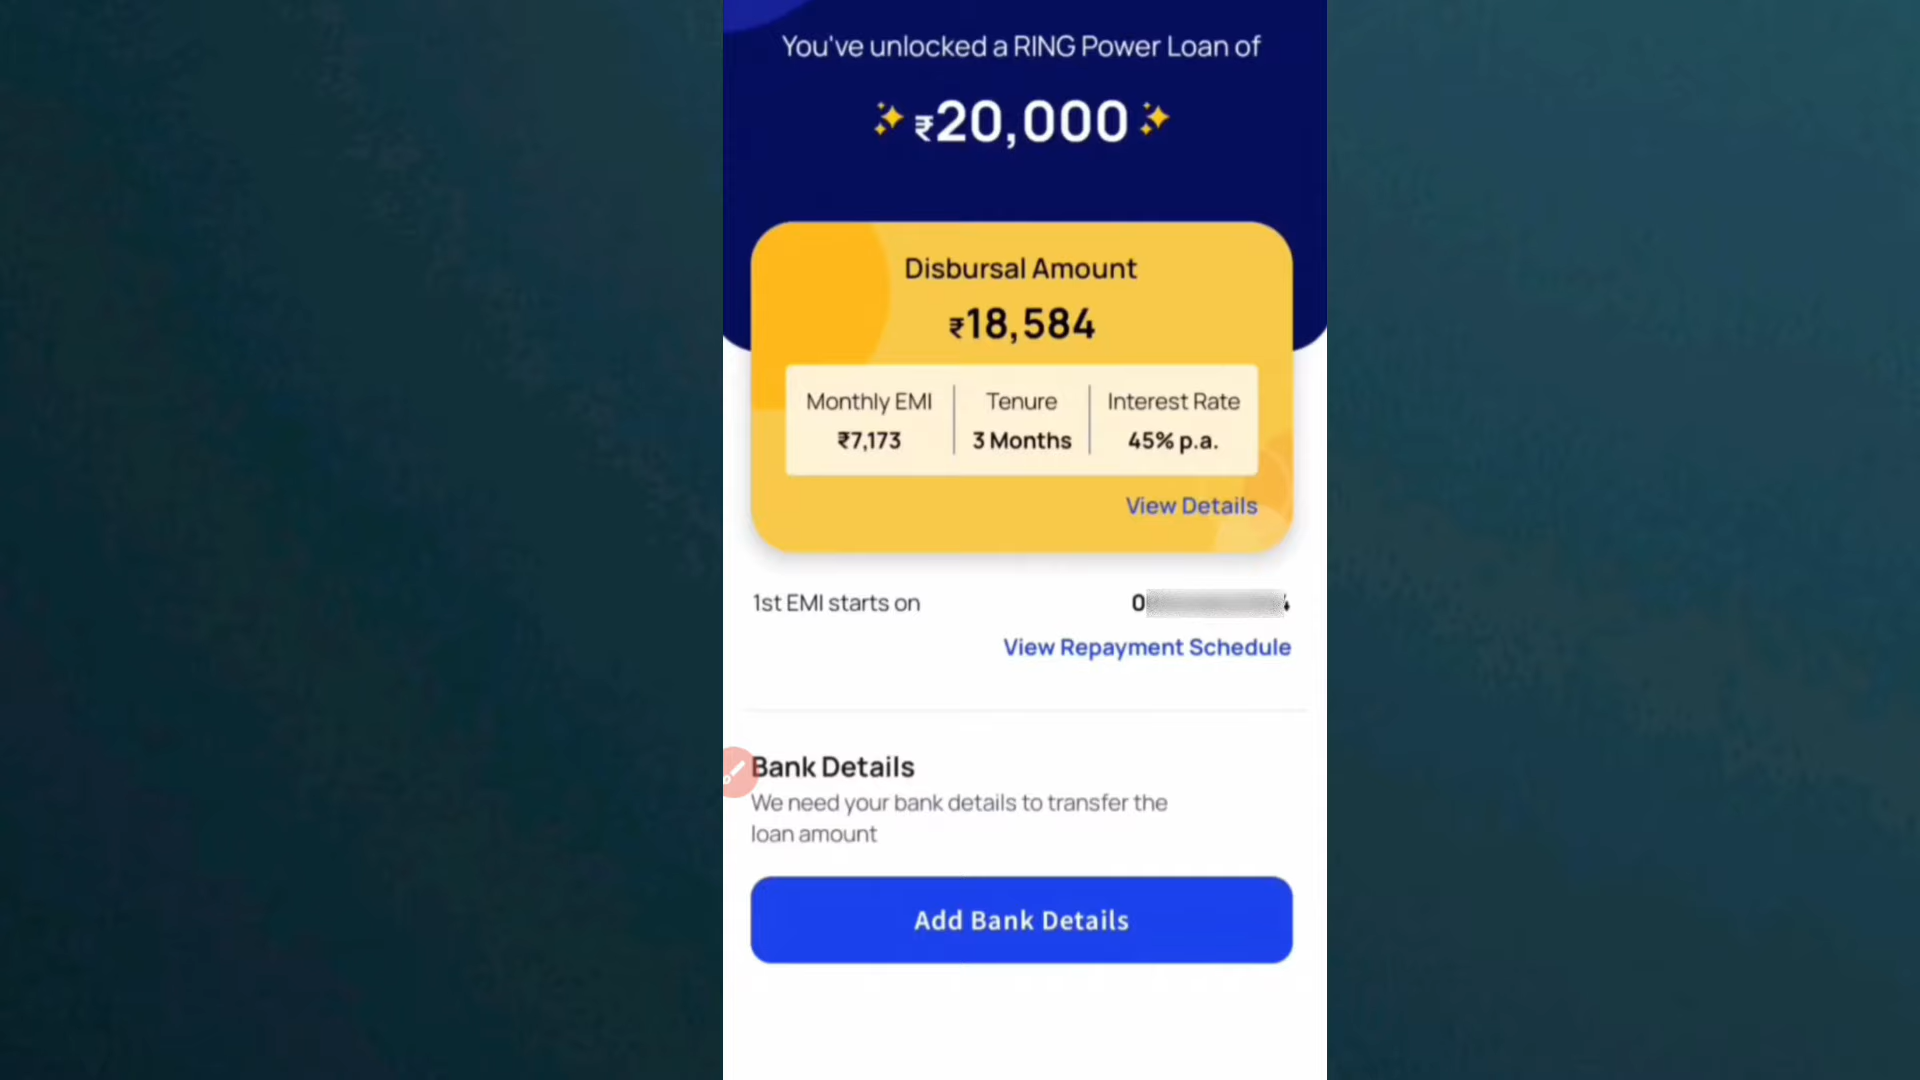 You've unlocked a RING Power Loan of
₹20,000
Disbursal Amount
₹18,584
Monthly EMI
Tenure
Interest Rate
₹7,173
3 Months
45% p.a.
View Details
1st EMI starts on
View Repayment Schedule
Bank Details
We need your bank details to transfer the
loan amount
Add Bank Details